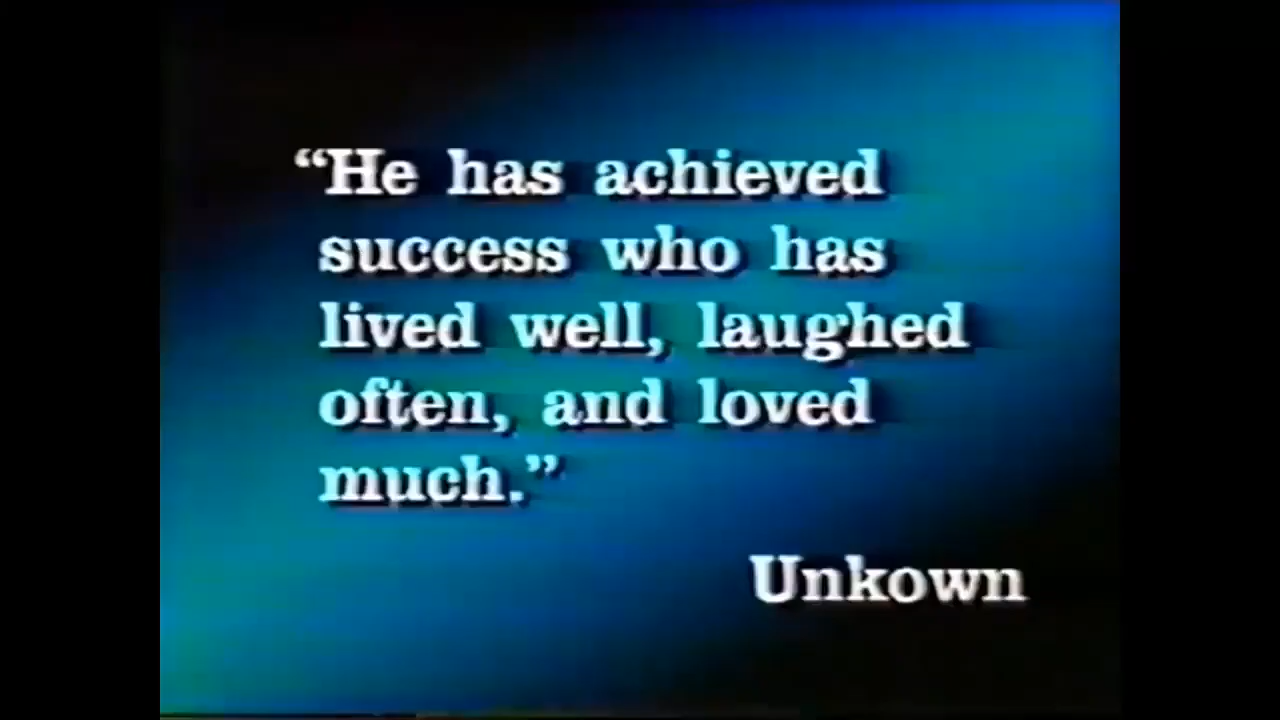 “He has achieved
success who has
lived well, laughed
often, and loved
much.”
Unkown